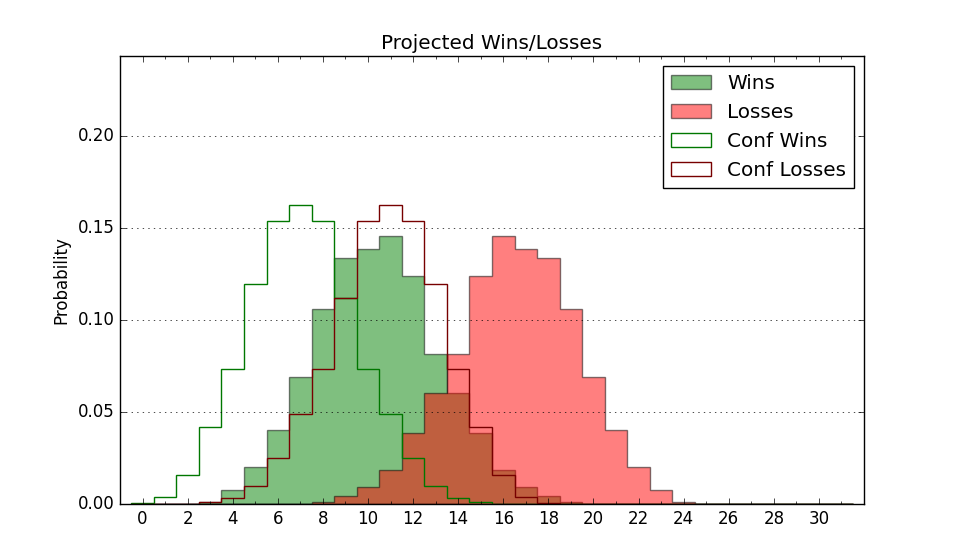 Projected Wins/Losses
Wins
Losses
Conf Wins
Conf Losses
Probability
0.20
0.15
0.10
0.05
0.00
0 2 4 6 8 10 12 14 16 18 20 22 24 26 28 30